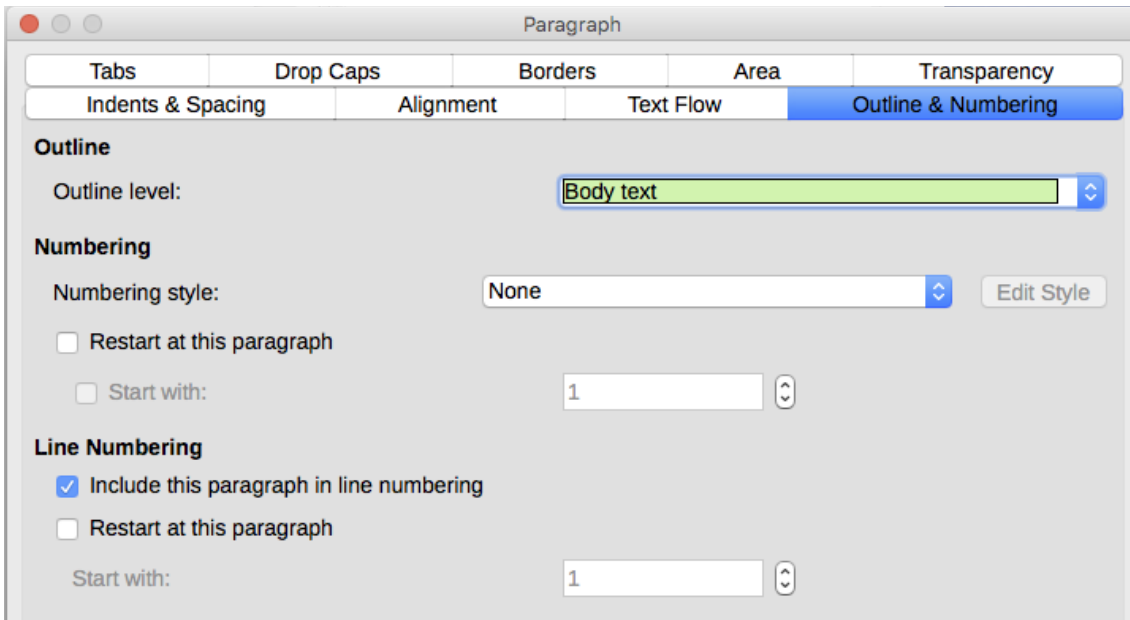 Paragraph
Tabs Drop Caps Borders Area Transparency
Indents & Spacing Alignment Text Flow Outline & Numbering
Outline
Outline level: Body text
Numbering
Numbering style: None Edit Style
Restart at this paragraph
Start with: 1
Line Numbering
Include this paragraph in line numbering
Restart at this paragraph
Start with: 1